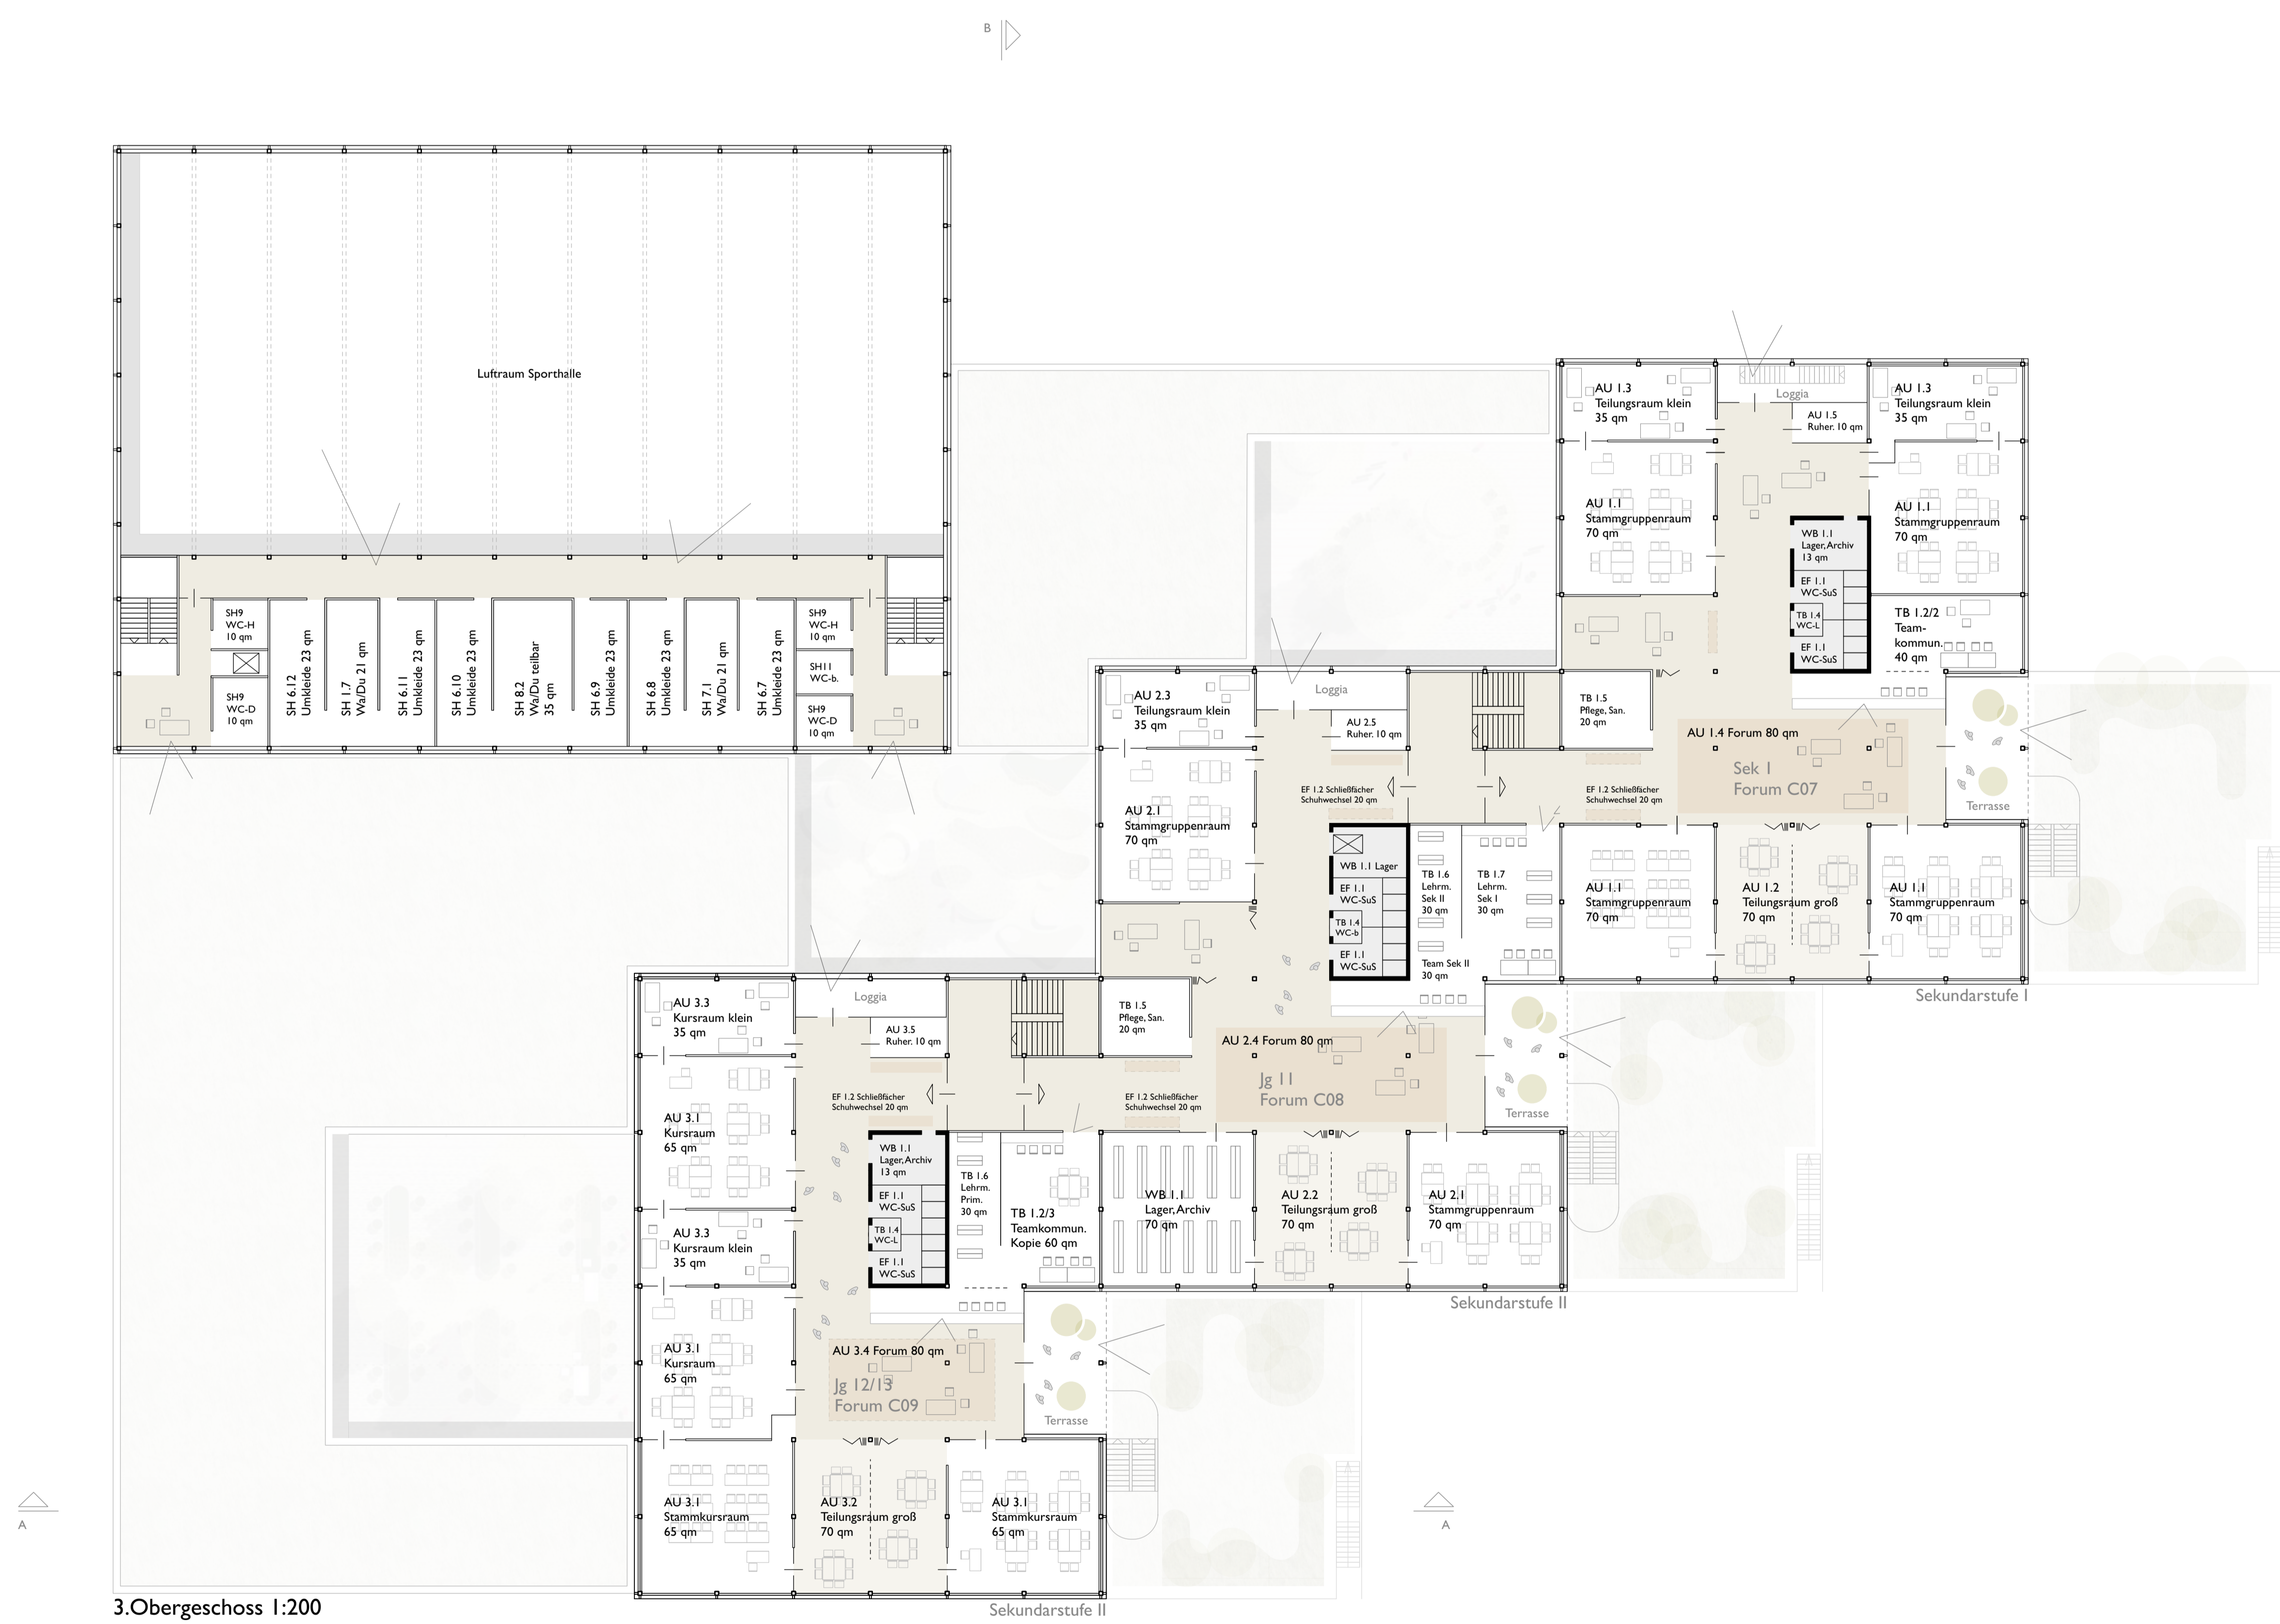 B
Luftraum Sporthalle
SH9
WC-H
10 qm
SH9
WC-D
10 qm
SH 6.12
Umkleide 23 qm
SH 1.7
Wa/Du 21 qm
SH 6.11
Umkleide 23 qm
SH 6.10
Umkleide 23 qm
SH 8.2
Wa/Du teilbar
35 qm
SH 6.9
Umkleide 23 qm
SH 6.8
Umkleide 23 qm
SH 7.1
Wa/Du 21 qm
SH 6.7
Umkleide 23 qm
SH9
WC-H
10 qm
SH11
WC-b.
SH9
WC-D
10 qm
AU 1.3
Teilungsraum klein
35 qm
Loggia
AU 1.5
Ruher. 10 qm
AU 1.3
Teilungsraum klein
35 qm
AU 1.1
Stammgruppenraum
70 qm
AU 1.1
Stammgruppenraum
70 qm
WB 1.1
Lager, Archiv
13 qm
EF 1.1
WC-SuS
TB 1.4
WC-L
EF 1.1
WC-SuS
TB 1.2/2
Team-
kommun.
40 qm
TB 1.5
Pflege, San.
20 qm
AU 1.4 Forum 80 qm
Sek 1
Forum C07
Terrasse
EF 1.2 Schließfächer
Schuhwechsel 20 qm
AU 1.1
Stammgruppenraum
70 qm
AU 1.2
Teilungsraum groß
70 qm
AU 1.1
Stammgruppenraum
70 qm
Sekundarstufe I
AU 2.3
Teilungsraum klein
35 qm
Loggia
AU 2.5
Ruher. 10 qm
AU 2.1
Stammgruppenraum
70 qm
EF 1.2 Schließfächer
Schuhwechsel 20 qm
WB 1.1 Lager
EF 1.1
WC-SuS
TB 1.4
WC-b
EF 1.1
WC-SuS
TB 1.6
Lehrm.
Sek II
30 qm
TB 1.7
Lehrm.
Sek I
30 qm
Team Sek II
30 qm
TB 1.5
Pflege, San.
20 qm
AU 2.4 Forum 80 qm
Jg 11
Forum C08
Terrasse
EF 1.2 Schließfächer
Schuhwechsel 20 qm
WB 1.1
Lager, Archiv
70 qm
AU 2.2
Teilungsraum groß
70 qm
AU 2.1
Stammgruppenraum
70 qm
Sekundarstufe II
AU 3.3
Kursraum klein
35 qm
Loggia
AU 3.5
Ruher. 10 qm
AU 3.1
Kursraum
65 qm
EF 1.2 Schließfächer
Schuhwechsel 20 qm
WB 1.1
Lager, Archiv
13 qm
EF 1.1
WC-SuS
TB 1.4
WC-L
EF 1.1
WC-SuS
TB 1.6
Lehrm.
Prim.
30 qm
TB 1.2/3
Teamkommun.
Kopie 60 qm
AU 3.3
Kursraum klein
35 qm
AU 3.1
Kursraum
65 qm
AU 3.4 Forum 80 qm
Jg 12/13
Forum C09
Terrasse
AU 3.1
Stammkursraum
65 qm
AU 3.2
Teilungsraum groß
70 qm
AU 3.1
Stammkursraum
65 qm
Sekundarstufe II
A
A
3.Obergeschoss 1:200